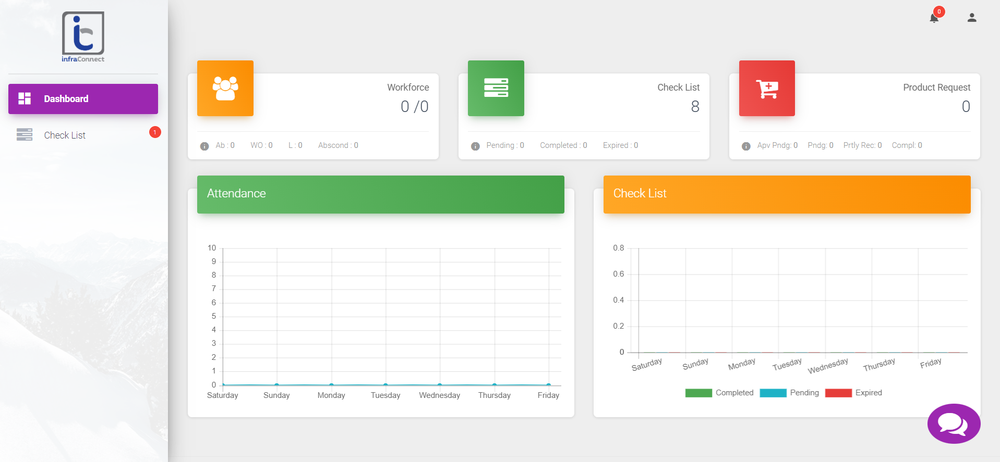 infraConnect
Dashboard
Check List
1
0
Workforce
0 /0
Ab : 0 WO : 0 L : 0 Abscond : 0
Check List
8
Pending : 0 Completed : 0 Expired : 0
Product Request
0
Apv Pndg: 0 Pndg: 0 Prtly Rec: 0 Compl: 0
Attendance
10
9
8
7
6
5
4
3
2
1
0
Saturday Sunday Monday Tuesday Wednesday Thursday Friday
Check List
0.8
0.6
0.4
0.2
0
Saturday Sunday Monday Tuesday Wednesday Thursday Friday
Completed Pending Expired